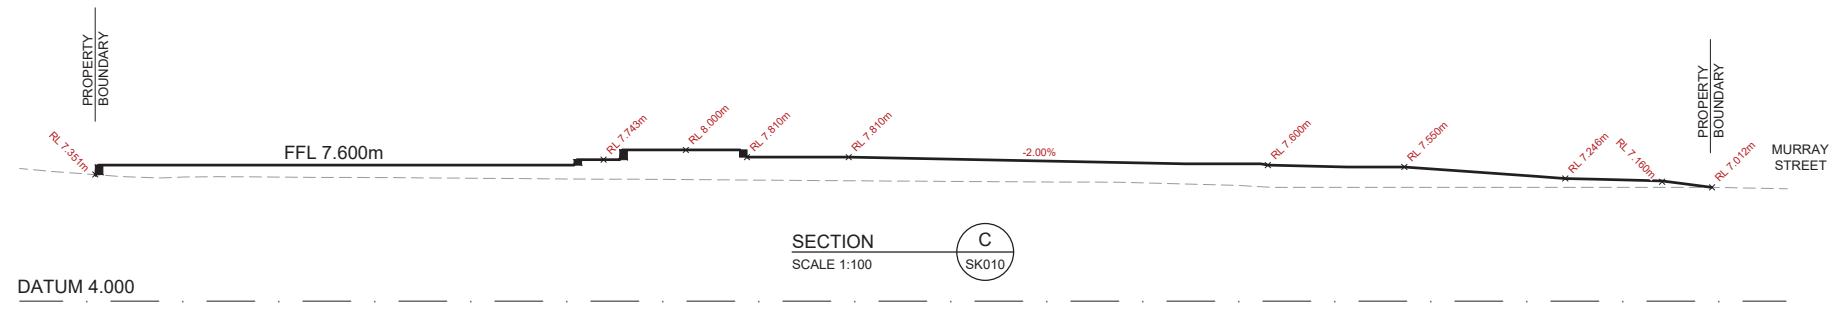 PROPERTY
BOUNDARY
RL 7.351m
FFL 7.600m
RL 7.743m
RL 8.000m
RL 7.810m
RL 7.810m
-2.00%
RL 7.600m
RL 7.550m
RL 7.246m
RL 7.160m
RL 7.012m
PROPERTY
BOUNDARY
MURRAY
STREET
SECTION
SCALE 1:100
C
SK010
DATUM 4.000